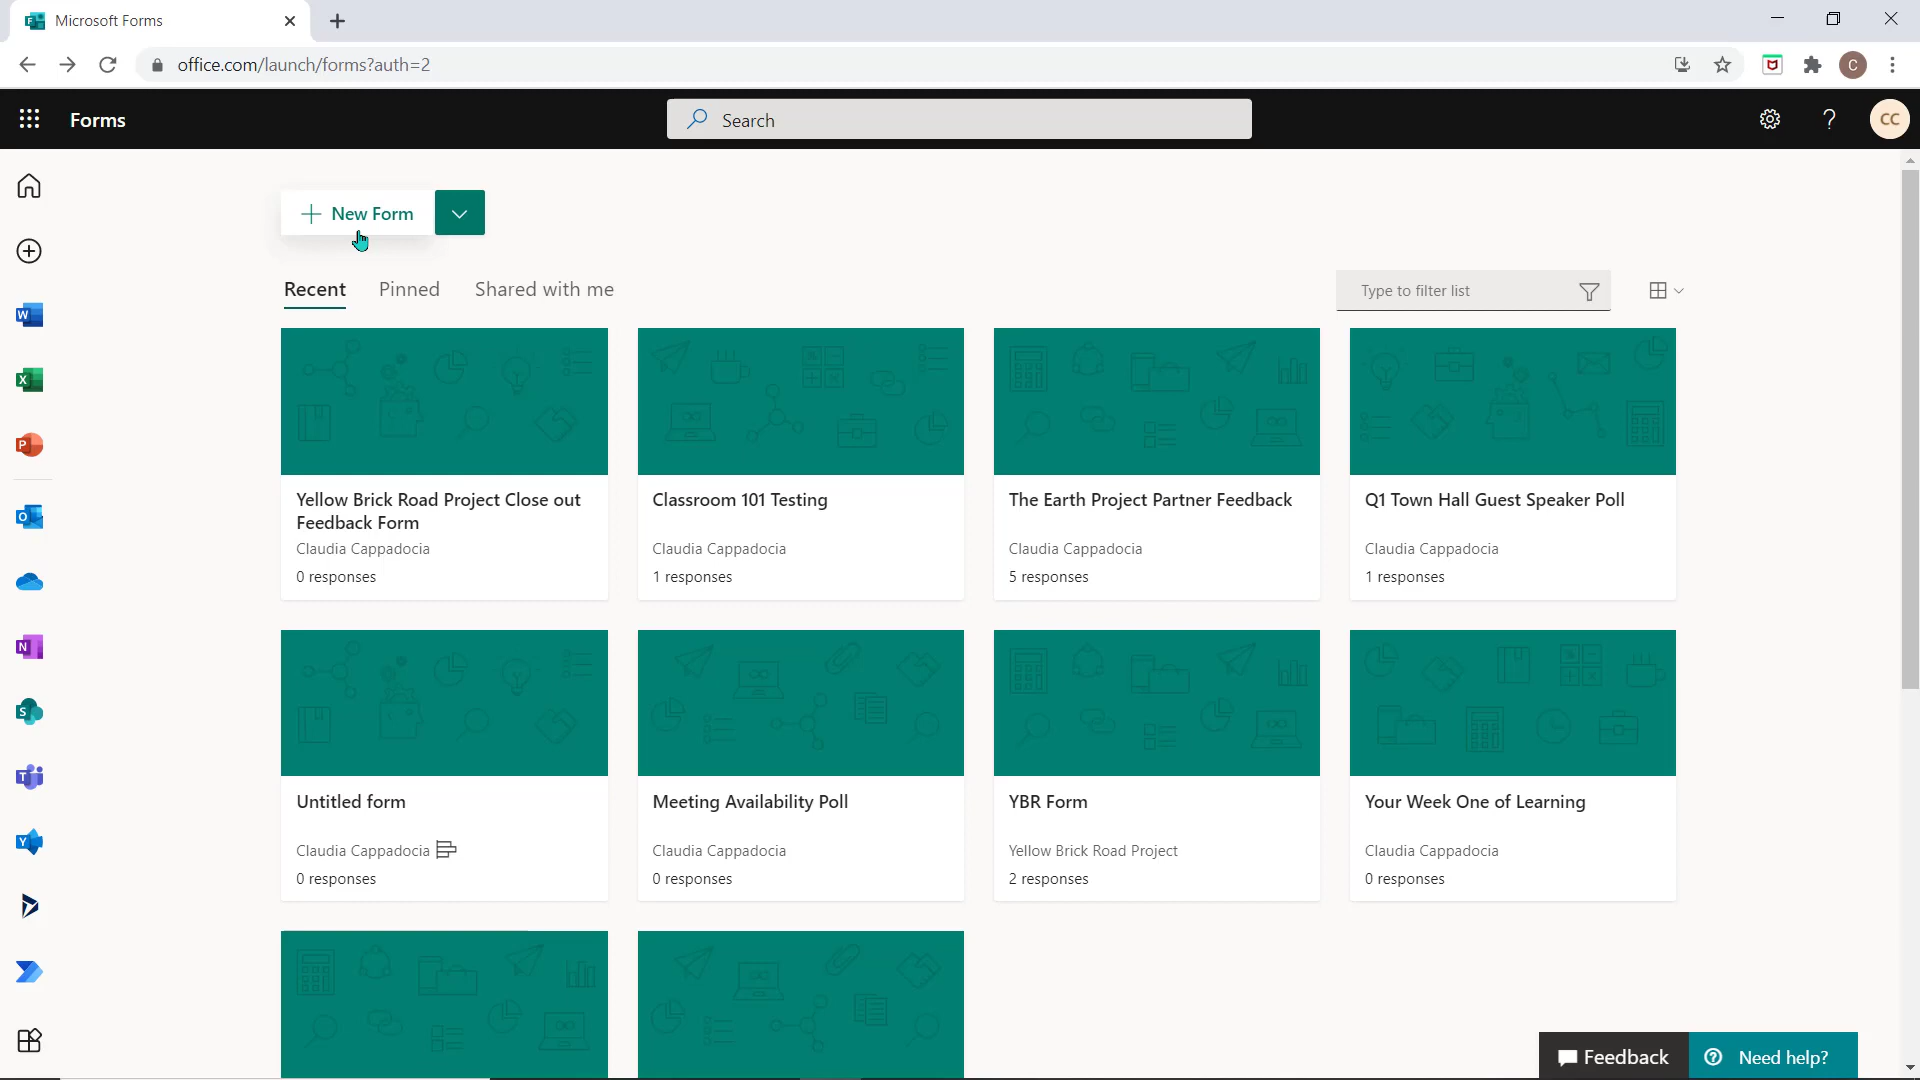 Microsoft Forms
office.com/launch/forms?auth=2
C
Forms
Search
?
CC
New Form
Recent
Pinned
Shared with me
Type to filter list
Yellow Brick Road Project Close out
Feedback Form
Claudia Cappadocia
0 responses
Classroom 101 Testing
Claudia Cappadocia
1 responses
The Earth Project Partner Feedback
Claudia Cappadocia
5 responses
Q1 Town Hall Guest Speaker Poll
Claudia Cappadocia
1 responses
Untitled form
Claudia Cappadocia
0 responses
Meeting Availability Poll
Claudia Cappadocia
0 responses
YBR Form
Yellow Brick Road Project
2 responses
Your Week One of Learning
Claudia Cappadocia
0 responses
Feedback
Need help?